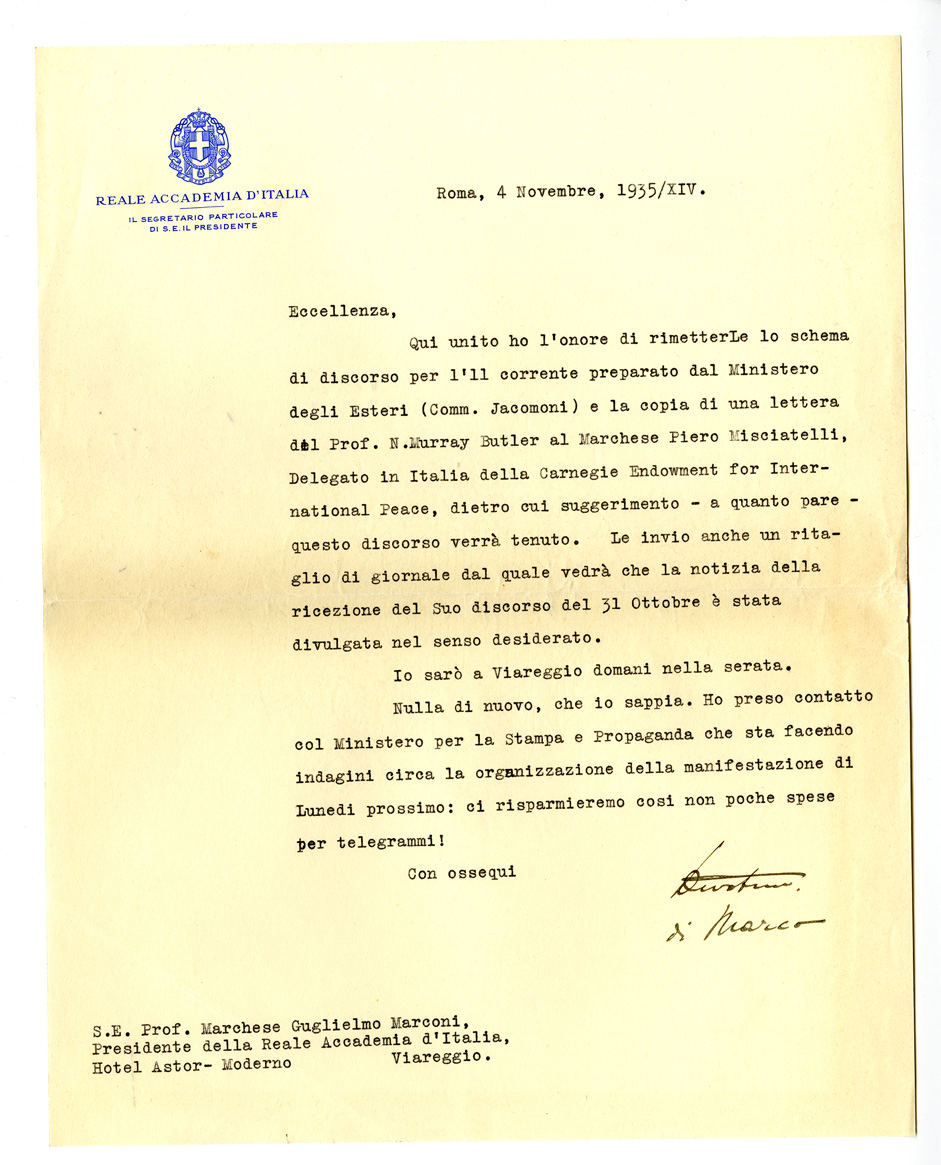 REALE ACCADEMIA D'ITALIA
IL SEGRETARIO PARTICOLARE
DI S.E. IL PRESIDENTE
Roma, 4 Novembre, 1935/XIV.
Eccellenza,
Qui unito ho l'onore di rimetterLe lo schema
di discorso per l'11 corrente preparato dal Ministero
degli Esteri (Comm. Jacomoni) e la copia di una lettera
del Prof. N.Murray Butler al Marchese Piero Misciatelli,
Delegato in Italia della Carnegie Endowment for Inter-
national Peace, dietro cui suggerimento - a quanto pare -
questo discorso verrà tenuto. Le invio anche un rita-
glio di giornale dal quale vedrà che la notizia della
ricezione del Suo discorso del 31 Ottobre è stata
divulgata nel senso desiderato.
Io sarò a Viareggio domani nella serata.
Nulla di nuovo, che io sappia. Ho preso contatto
col Ministero per la Stampa e Propaganda che sta facendo
indagini circa la organizzazione della manifestazione di
Lunedi prossimo: ci risparmieremo cosi non poche spese
per telegrammi!
Con ossequi
di Marco
S.E. Prof. Marchese Guglielmo Marconi,
Presidente della Reale Accademia d'Italia,
Hotel Astor- Moderno Viareggio.